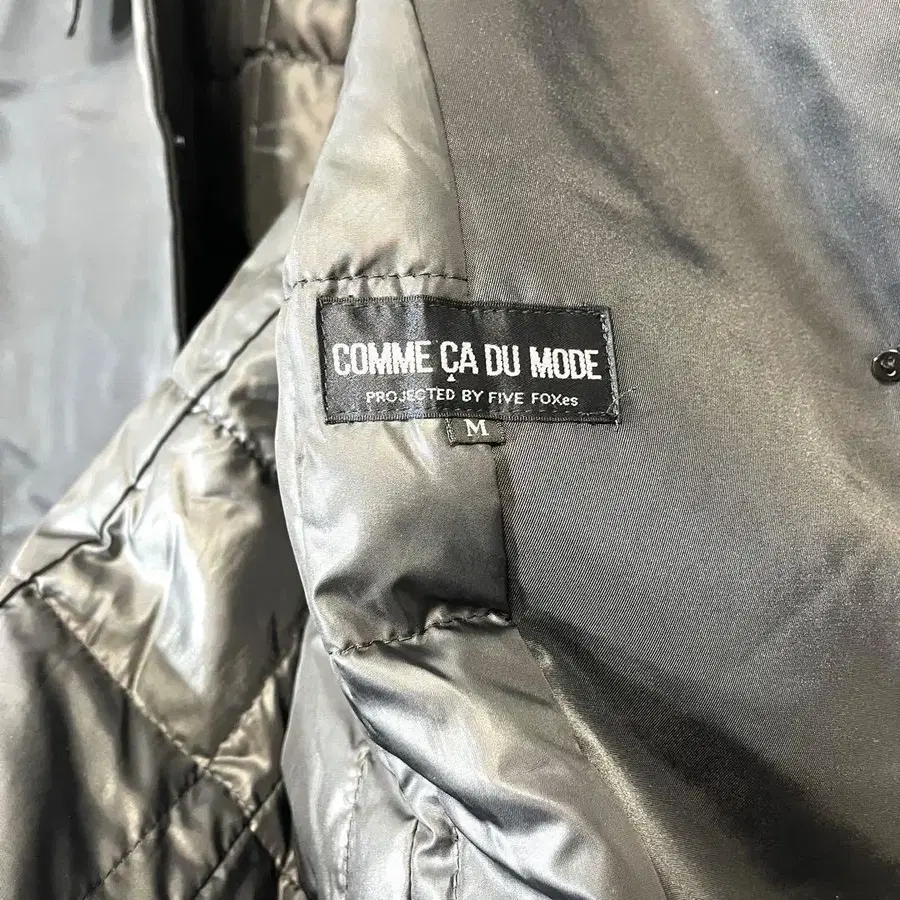 COMME ÇA DU MODE
PROJECTED BY FIVE FOXes
M